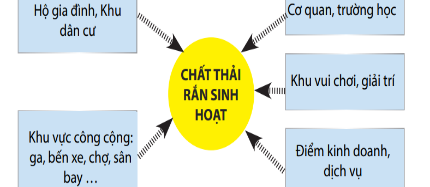 Hộ gia đình, Khu
dân cư
Cơ quan, trường học
CHẤT THẢI
RẮN SINH
HOẠT
Khu vui chơi, giải trí
Khu vực công cộng:
ga, bến xe, chợ, sân
bay ...
Điểm kinh doanh,
dịch vụ